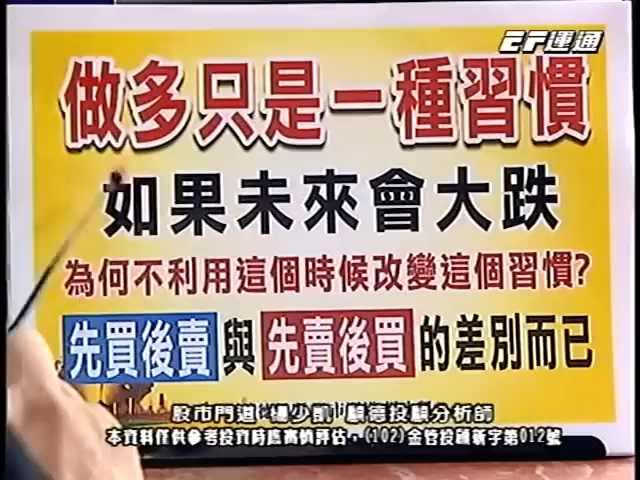 EF運通
做多只是一種習慣
如果未來會大跌
為何不利用這個時候改變這個習慣?
先買後賣與先賣後買的差別而已
股市門道 楊少凱 麟德投顧分析師
本資料僅供參考投資時應審慎評估,(102)金管投顧新字第012號